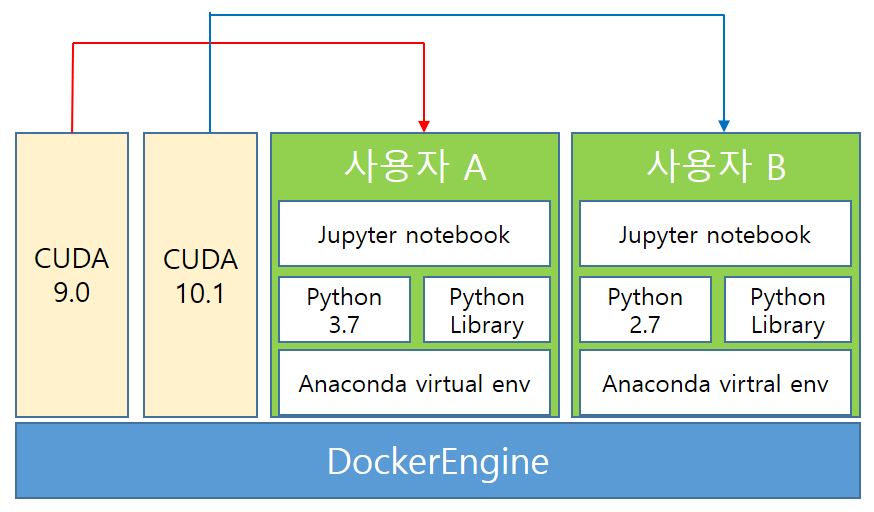 CUDA
9.0
CUDA
10.1
사용자 A
Jupyter notebook
Python
3.7
Python
Library
Anaconda virtual env
사용자 B
Jupyter notebook
Python
2.7
Python
Library
Anaconda virtral env
DockerEngine